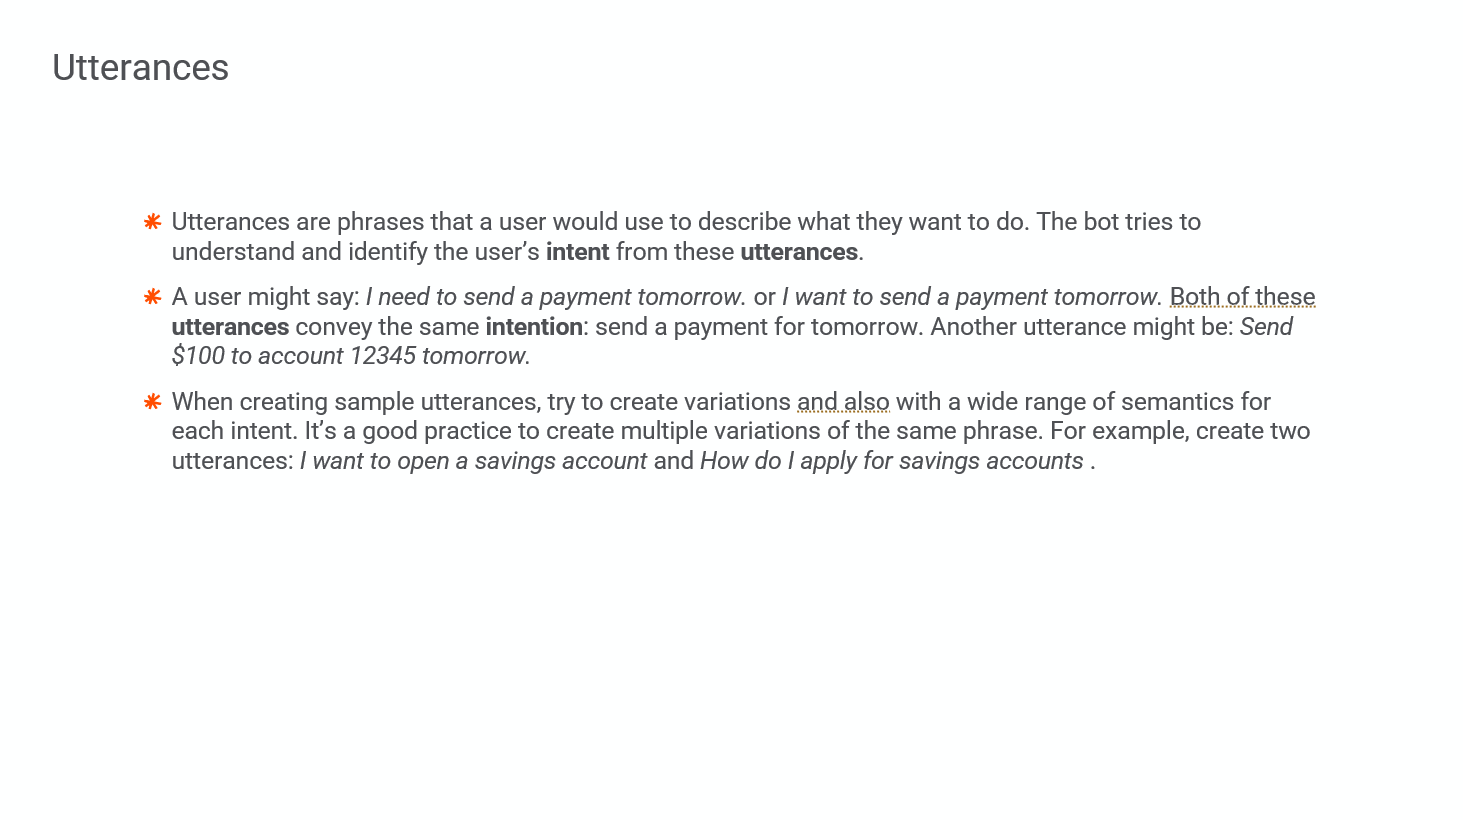 Utterances
Utterances are phrases that a user would use to describe what they want to do. The bot tries to
understand and identify the user’s intent from these utterances.
A user might say: I need to send a payment tomorrow. or I want to send a payment tomorrow. Both of these
utterances convey the same intention: send a payment for tomorrow. Another utterance might be: Send
$100 to account 12345 tomorrow.
When creating sample utterances, try to create variations and also with a wide range of semantics for
each intent. It’s a good practice to create multiple variations of the same phrase. For example, create two
utterances: I want to open a savings account and How do I apply for savings accounts .